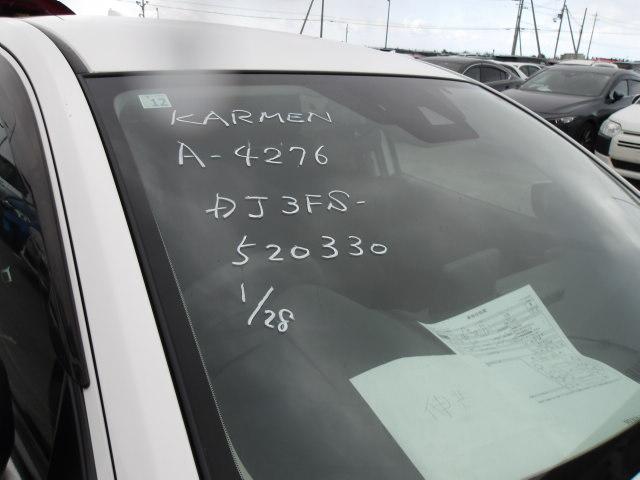 12
KARMEN
A-4276
DJ3FS-
520330
1/28